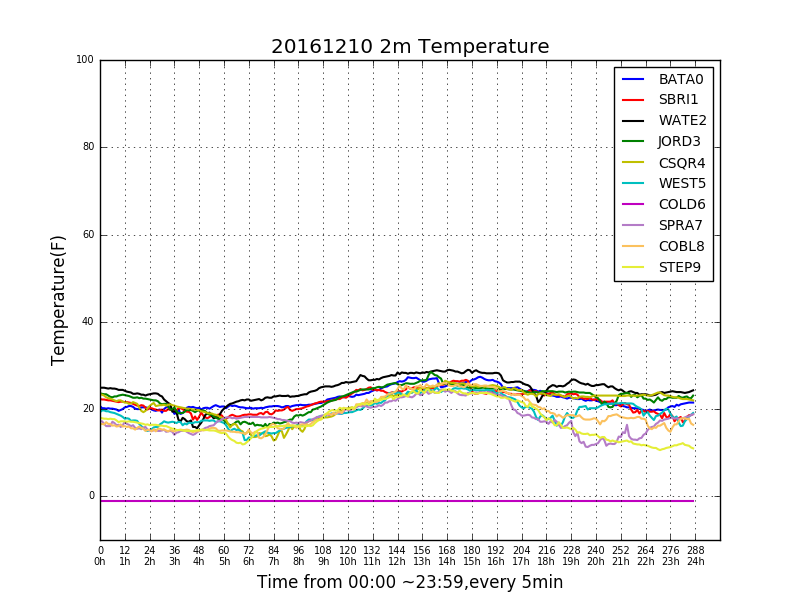 20161210 2m Temperature
100
80
60
40
20
0
Temperature(F)
BATA0
SBRI1
WATE2
JORD3
CSQR4
WEST5
COLD6
SPRA7
COBL8
STEP9
0 12 24 36 48 60 72 84 96 108 120 132 144 156 168 180 192 204 216 228 240 252 264 276 288
0h 1h 2h 3h 4h 5h 6h 7h 8h 9h 10h 11h 12h 13h 14h 15h 16h 17h 18h 19h 20h 21h 22h 23h 24h
Time from 00:00 ~23:59,every 5min